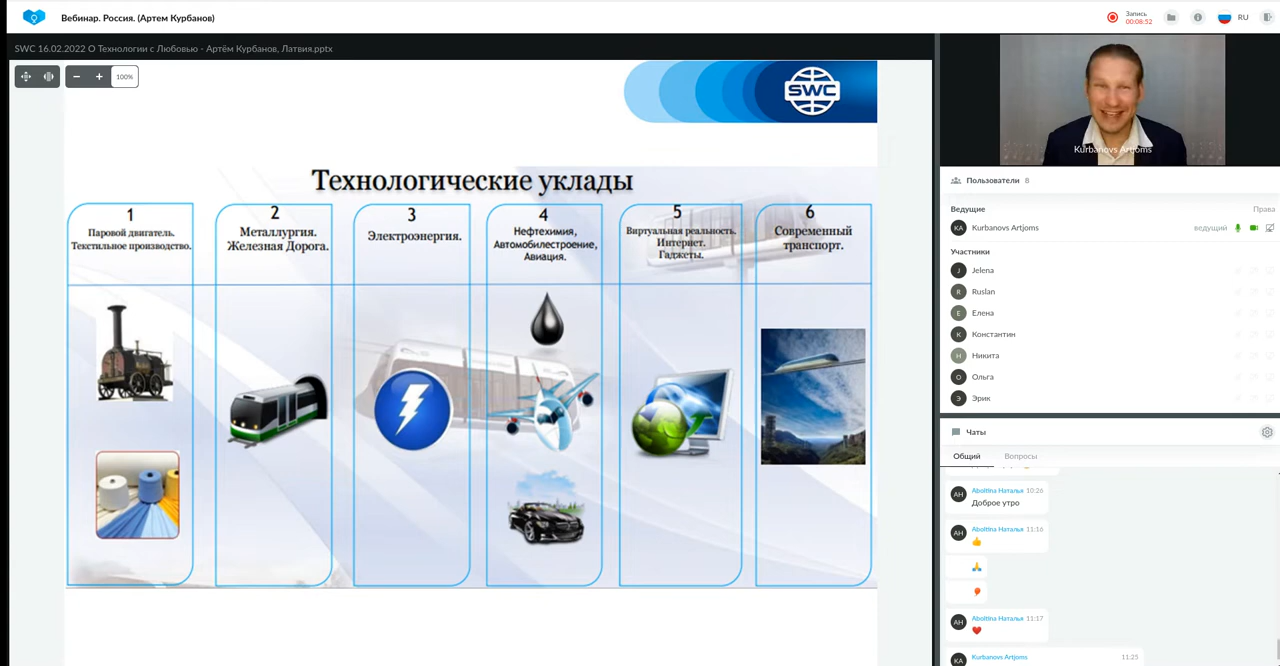 Вебинар. Россия. (Артем Курбанов)
Запись
00:08:52
RU
SWC 16.02.2022 О Технологии с Любовью - Артём Курбанов, Латвия.pptx
100%
SWC
Технологические уклады
1
Паровой двигатель.
Текстильное производство.
2
Металлургия.
Железная Дорога.
3
Электроэнергия.
4
Нефтехимия,
Автомобилестроение,
Авиация.
5
Виртуальная реальность.
Интернет.
Гаджеты.
6
Современный
транспорт.
Kurbanovs Artjoms
Пользователи 8
Ведущие Права
KA Kurbanovs Artjoms ведущий
Участники
J Jelena
R Ruslan
Е Елена
К Константин
Н Никита
О Ольга
Э Эрик
Чаты
Общий Вопросы
АН Aboltina Наталья 10:26
Доброе утро
АН Aboltina Наталья 11:16
АН Aboltina Наталья 11:17
KA Kurbanovs Artjoms 11:25